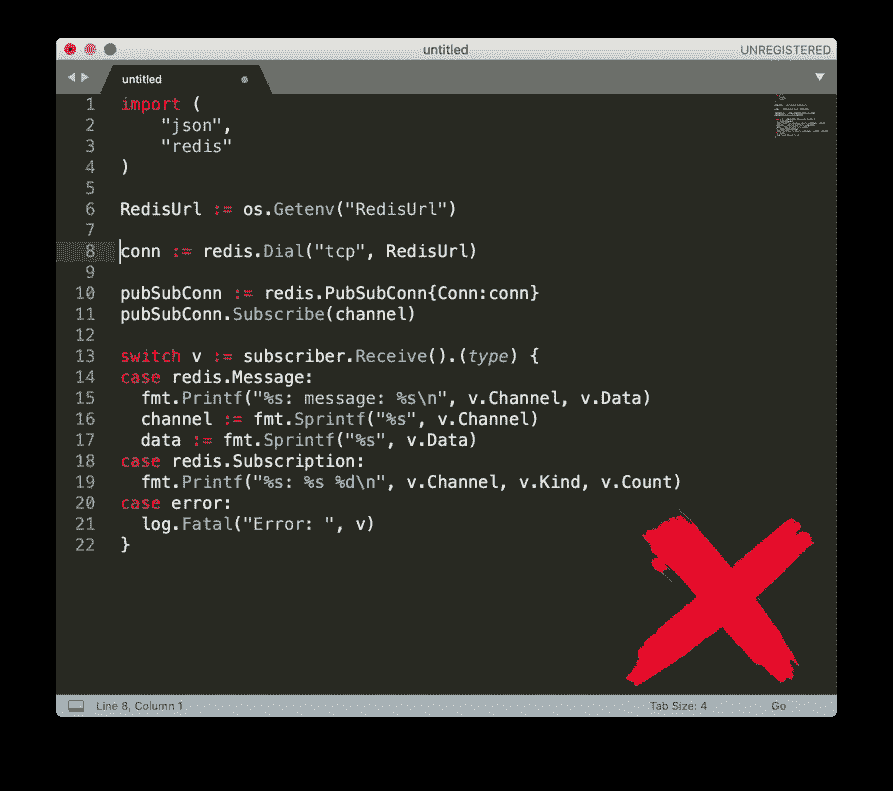 untitled
UNREGISTERED
untitled
1 import (
2     "json",
3     "redis"
4 )
5
6 RedisUrl := os.Getenv("RedisUrl")
7
8 conn := redis.Dial("tcp", RedisUrl)
9
10 pubSubConn := redis.PubSubConn{Conn:conn}
11 pubSubConn.Subscribe(channel)
12
13 switch v := subscriber.Receive().(type) {
14 case redis.Message:
15   fmt.Printf("%s: message: %s\n", v.Channel, v.Data)
16   channel := fmt.Sprintf("%s", v.Channel)
17   data := fmt.Sprintf("%s", v.Data)
18 case redis.Subscription:
19   fmt.Printf("%s: %s %d\n", v.Channel, v.Kind, v.Count)
20 case error:
21   log.Fatal("Error: ", v)
22 }
Line 8, Column 1
Tab Size: 4
Go